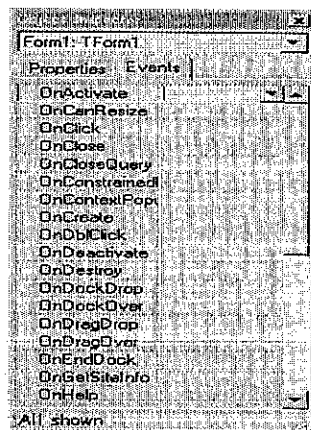 Form1: TForm1
Properties Events
OnActivate
OnCanResize
OnClick
OnClose
OnCloseQuery
OnConstrained
OnContextPopu
OnCreate
OnDblClick
OnDeactivate
OnDestroy
OnDockDrop
OnDockOver
OnDragDrop
OnDragOver
OnEndDock
OnGetSiteInfo
OnHelp
All shown